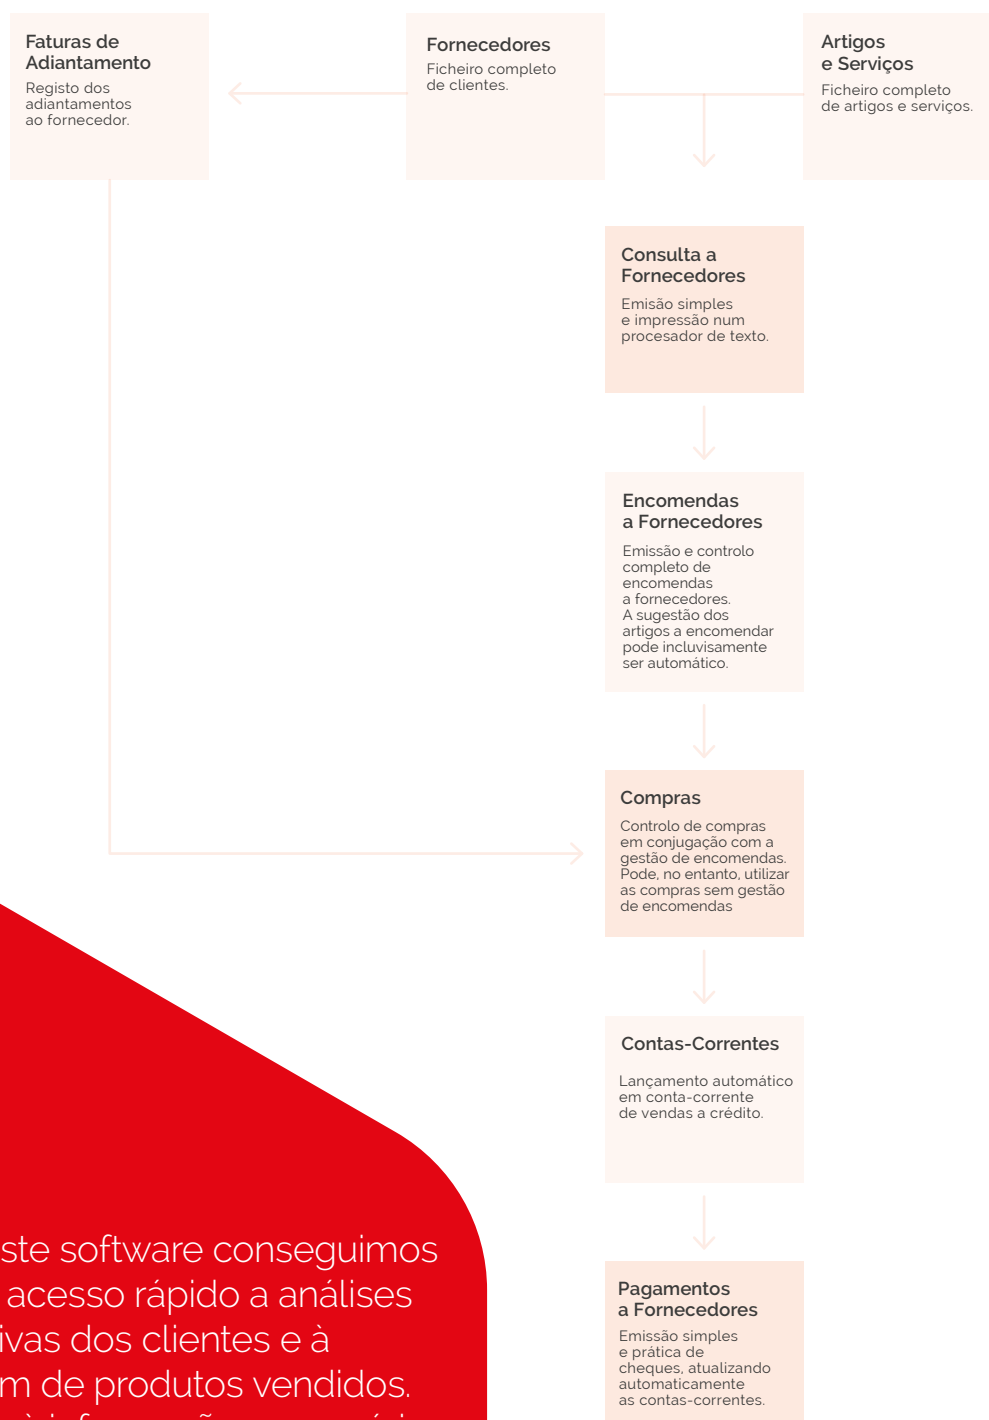 Faturas de
Adiantamento
Registo dos
adiantamentos
ao fornecedor.
Fornecedores
Ficheiro completo
de clientes.
Artigos
e Serviços
Ficheiro completo
de artigos e serviços.
Consulta a
Fornecedores
Emisão simples
e impressão num
procesador de texto.
Encomendas
a Fornecedores
Emissão e controlo
completo de
encomendas
a fornecedores.
A sugestão dos
artigos a encomendar
pode incluvisamente
ser automático.
Compras
Controlo de compras
em conjugação com a
gestão de encomendas.
Pode, no entanto, utilizar
as compras sem gestão
de encomendas
Contas-Correntes
Lançamento automático
em conta-corrente
de vendas a crédito.
Pagamentos
a Fornecedores
Emissão simples
e prática de
cheques, atualizando
automaticamente
as contas-correntes.
ste software conseguimos
acesso rápido a análises
ivas dos clientes e à
m de produtos vendidos.